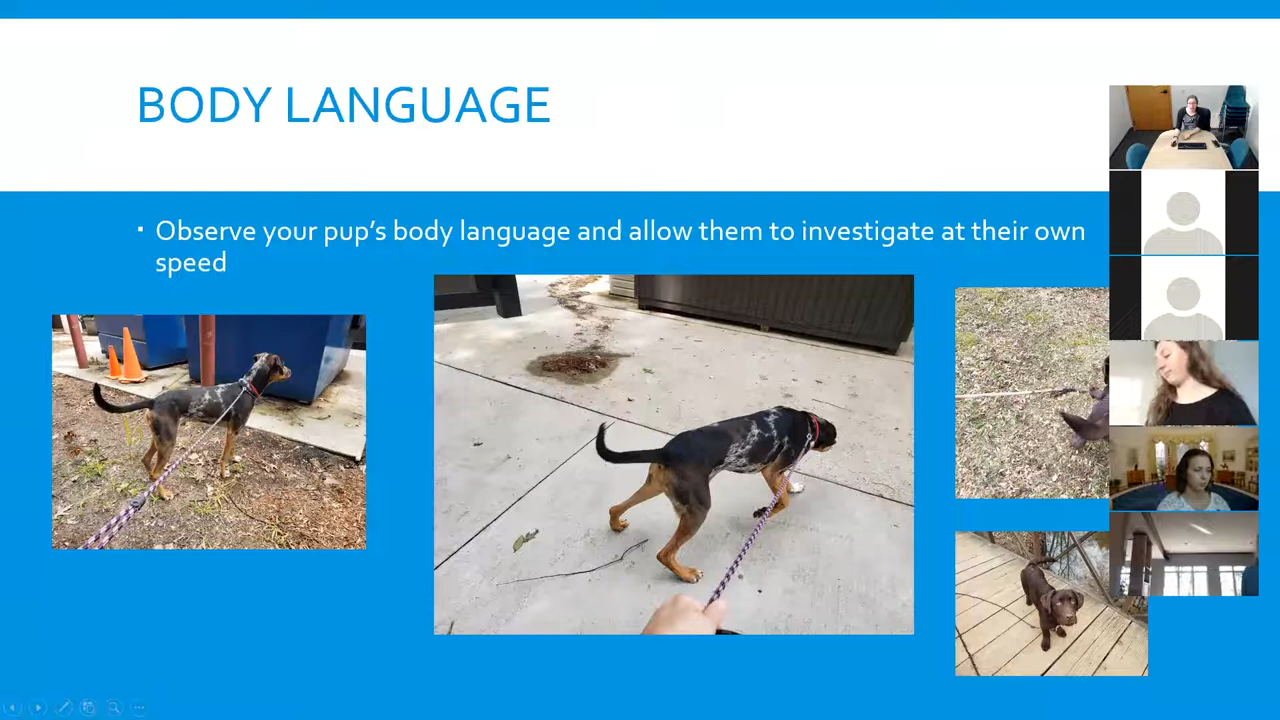 BODY LANGUAGE
▪ Observe your pup’s body language and allow them to investigate at their own
speed